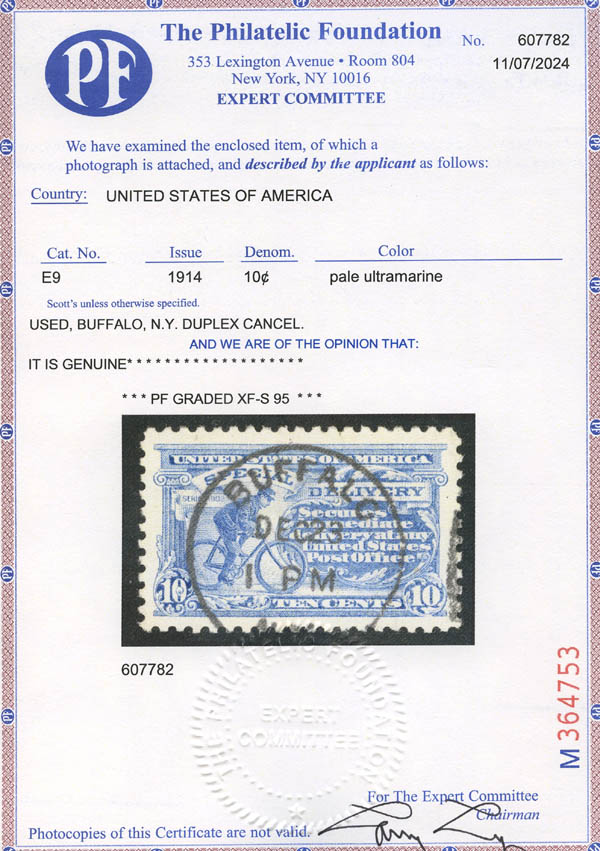 PF
The Philatelic Foundation
No. 607782
353 Lexington Avenue • Room 804
11/07/2024
New York, NY 10016
EXPERT COMMITTEE
We have examined the enclosed item, of which a
photograph is attached, and described by the applicant as follows:
Country: UNITED STATES OF AMERICA
Cat. No. Issue Denom. Color
E9 1914 10¢ pale ultramarine
Scott's unless otherwise specified.
USED, BUFFALO, N.Y. DUPLEX CANCEL.
AND WE ARE OF THE OPINION THAT:
IT IS GENUINE* * * * * * * * * * * * * * * * * * * *
* * * PF GRADED XF-S 95 * * *
UNITED STATES OF AMERICA
SPECIAL
DELIVERY
Secures
immediate
delivery at any
United States
Post Office
10 TEN CENTS 10
BUFFALO
DEC 23
1 PM
607782
THE PHILATELIC FOUNDATION
EXPERT
COMMITTEE
M 364753
For The Expert Committee
Chairman
Photocopies of this Certificate are not valid.